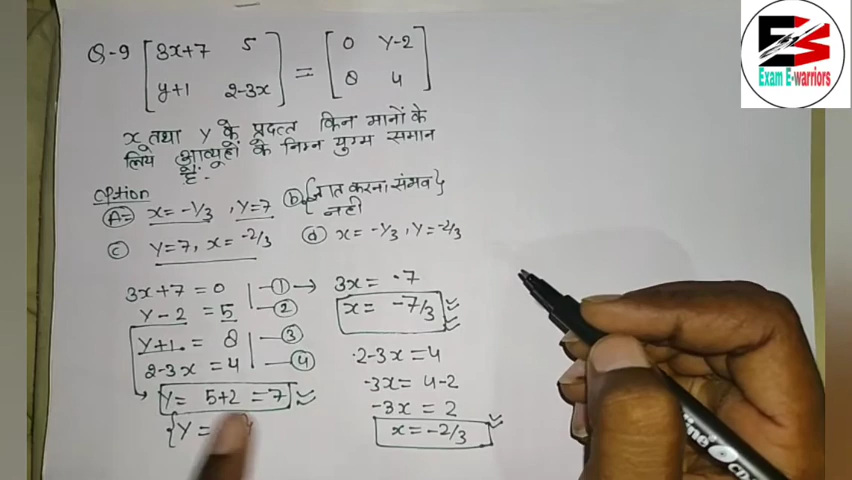 Q-9 [3x+7 5] = [0 y-2]
[y+1 2-3x] [8 4]
x तथा y के प्रदत्त किन मानों के
लिये आव्यूहों के निम्न युग्म समान
हैं-
option
(A)= x=-1/3, y=7 (b) {ज्ञात करना संभव}
नही
(c) y=7, x=-2/3 (d) x=-1/3, y=-2/3
3x+7=0 — (1) →
y-2 =5 — (2)
y+1 = 8 — (3)
2-3x=4 — (4)
y= 5+2 =7
y =
3x= -7
x= -7/3
2-3x=4
-3x= 4-2
-3x = 2
x=-2/3
Exam E-warriors